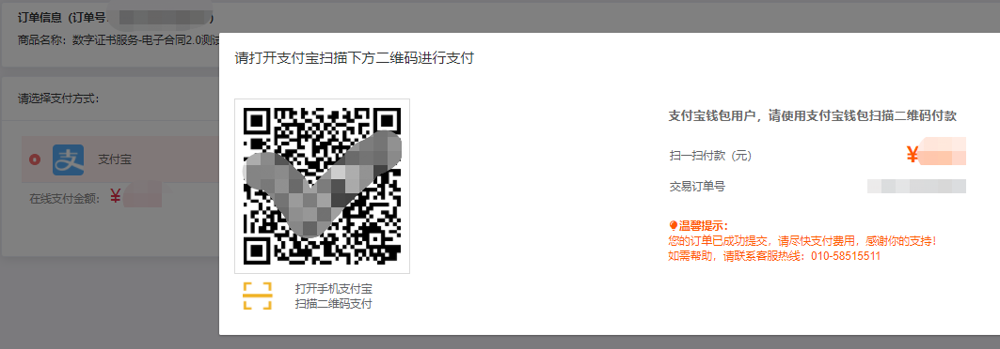 订单信息（订单号 ）
商品名称：数字证书服务-电子合同2.0测试
请选择支付方式：
支 支付宝
在线支付金额：¥
请打开支付宝扫描下方二维码进行支付
打开手机支付宝
扫描二维码支付
支付宝钱包用户，请使用支付宝钱包扫描二维码付款
扫一扫付款（元） ¥
交易订单号
温馨提示：
您的订单已成功提交，请尽快支付费用，感谢你的支持！
如需帮助，请联系客服热线：010-58515511